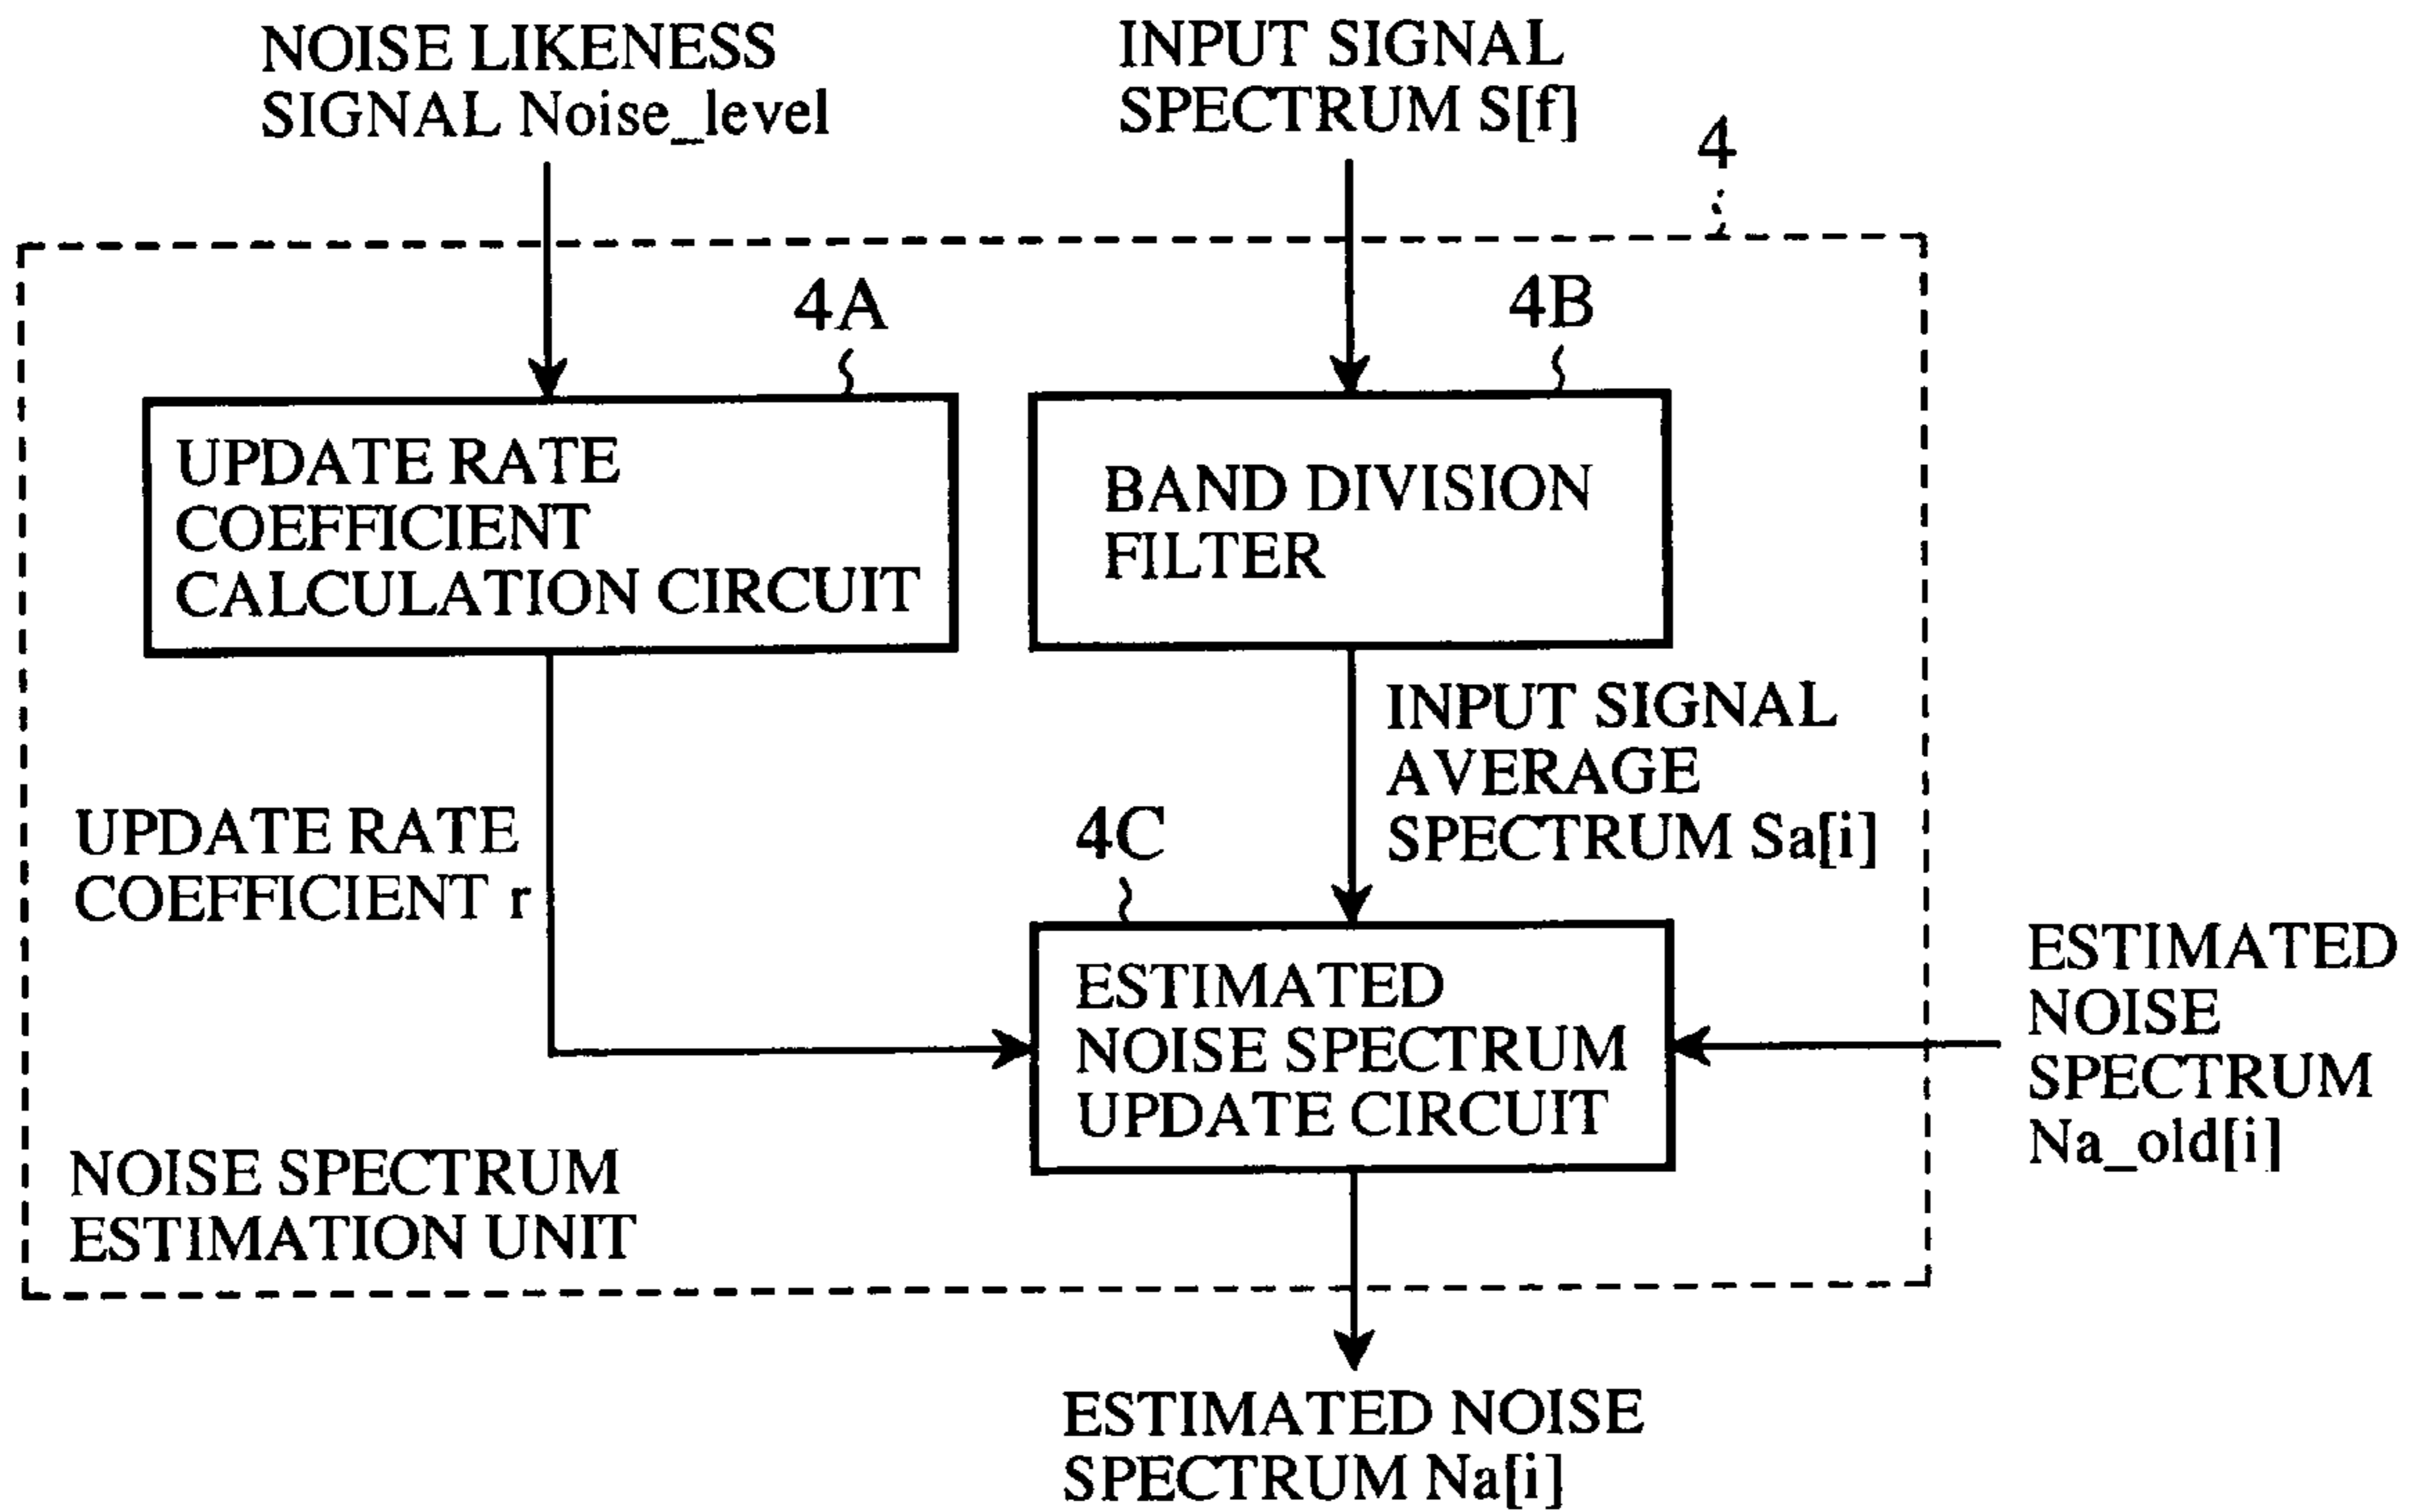 NOISE LIKENESS
SIGNAL Noise_level
INPUT SIGNAL
SPECTRUM S[f]
4
4A
4B
UPDATE RATE
COEFFICIENT
CALCULATION CIRCUIT
BAND DIVISION
FILTER
INPUT SIGNAL
AVERAGE
SPECTRUM Sa[i]
UPDATE RATE
COEFFICIENT r
4C
ESTIMATED
NOISE SPECTRUM
UPDATE CIRCUIT
ESTIMATED
NOISE
SPECTRUM
Na_old[i]
NOISE SPECTRUM
ESTIMATION UNIT
ESTIMATED NOISE
SPECTRUM Na[i]